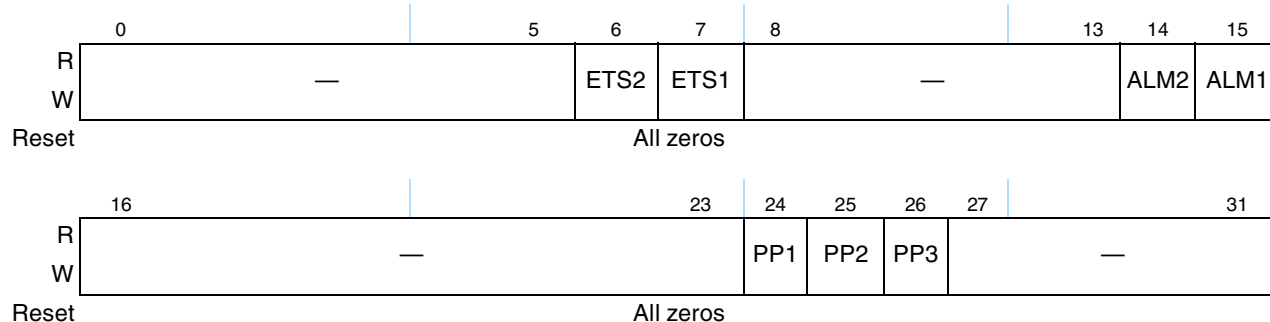 0 5 6 7 8 13 14 15
R
W
— ETS2 ETS1 — ALM2 ALM1
Reset All zeros
16 23 24 25 26 27 31
R
W
— PP1 PP2 PP3 —
Reset All zeros